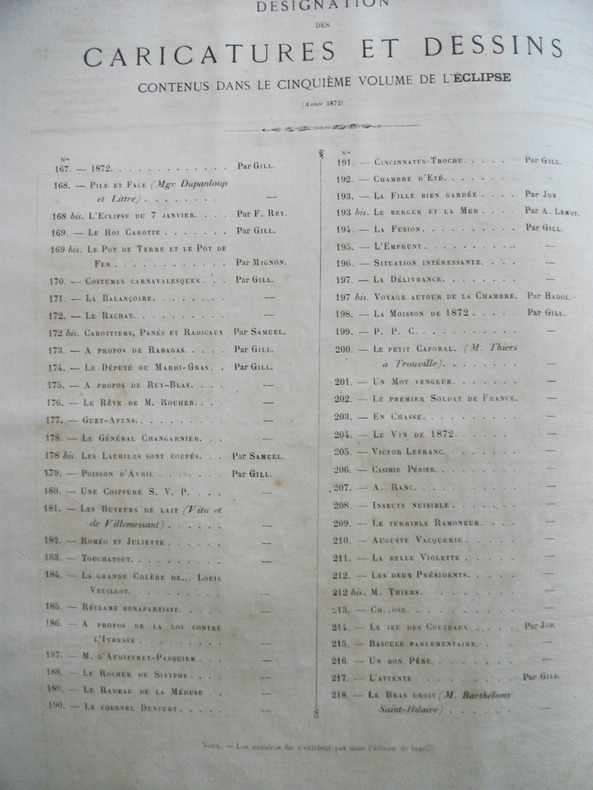 DÉSIGNATION
DES
CARICATURES ET DESSINS
CONTENUS DANS LE CINQUIÈME VOLUME DE L'ÉCLIPSE
(Année 1872)
Nos
167. — 1872. . . . . . . . . . . . . Par Gill.
168. — Pile et Face (Mgr. Dupanloup
et Littré) . . . . . . . . —
168 bis. L'Eclipse du 7 janvier. . . . Par F. Rey.
169. — Le Roi Carotte . . . . . . . Par Gill.
169 bis. Le Pot de Terre et le Pot de
Fer. . . . . . . . . . . . Par Mignon.
170. — Costumes carnavalesques . . . Par Gill.
171. — La Balançoire. . . . . . . . —
172. — Le Rachat. . . . . . . . . . —
172 bis. Carottiers, Panés et Radicaux Par Samuel.
173. — A propos de Rabagas. . . . . Par Gill.
174. — Le Député du Mardi-Gras. . . Par Gill.
175. — A propos de Ruy-Blas. . . . . —
176. — Le Rêve de M. Rouher. . . . —
177. — Guet-Apens. . . . . . . . . —
178. — Le Général Changarnier. . . —
178 bis. Les Lauriers sont coupés. . . Par Samuel.
179. — Poisson d'Avril . . . . . . Par Gill.
180. — Une Coiffure S. V. P. . . . —
181. — Les Buveurs de lait (Vitu et
de Villemessant) . . . . . . —
182. — Roméo et Juliette. . . . . . —
183. — Touchatout. . . . . . . . . —
184. — La grande Colère de... Louis
Veuillot. . . . . . . . . . —
185. — Réclame bonapartiste. . . . . —
186. — A propos de la loi contre
l'Ivresse . . . . . . . . . —
187. — M. d'Audiffret-Pasquier . . . —
188. — Le Rocher de Sisyphe. . . . —
189. — Le Radeau de la Méduse . . —
190. — Le colonel Denfert. . . . . . —
Nos
191. — Cincinnatus-Trochu. . . . . Par Gill.
192. — Chambre d'Été. . . . . . . . —
193. — La Fille bien gardée . . . . Par Job
193 bis. Le berger et la Mer . . . . Par A. Lemot.
194. — La Fusion. . . . . . . . . . Par Gill.
195. — L'Emprunt. . . . . . . . . . —
196. — Situation intéressante. . . . —
197. — La Délivrance. . . . . . . . —
197 bis. Voyage autour de la Chambre. Par Hadol.
198. — La Moisson de 1872 . . . . . Par Gill.
199. — P. P. C. . . . . . . . . . . —
200. — Le petit Caporal. (M. Thiers
à Trouville). . . . . . . . —
201. — Un Mot vengeur. . . . . . . —
202. — Le premier Soldat de France. —
203. — En Chasse. . . . . . . . . . —
204. — Le Vin de 1872. . . . . . . —
205. — Victor Lefranc. . . . . . . —
206. — Casimir Périer. . . . . . . —
207. — A. Ranc. . . . . . . . . . . —
208. — Insecte nuisible. . . . . . —
209. — Le terrible Ramoneur. . . . —
210. — Auguste Vacquerie. . . . . . —
211. — La belle Violette . . . . . —
212. — Les deux Présidents. . . . . —
212 bis. M. Thiers. . . . . . . . . —
213. — Ch..ose. . . . . . . . . . . —
214. — Le jeu des Couteaux. . . . . Par Job.
215. — Bascule parlementaire. . . . —
216. — Un bon Père. . . . . . . . . —
217. — L'attente . . . . . . . . . Par Gill.
218. — Le Bras droit (M. Barthélemy
Saint-Hilaire) . . . . . . . —
Nota. — Les numéros bis n'existent pas dans l'édition de luxe.